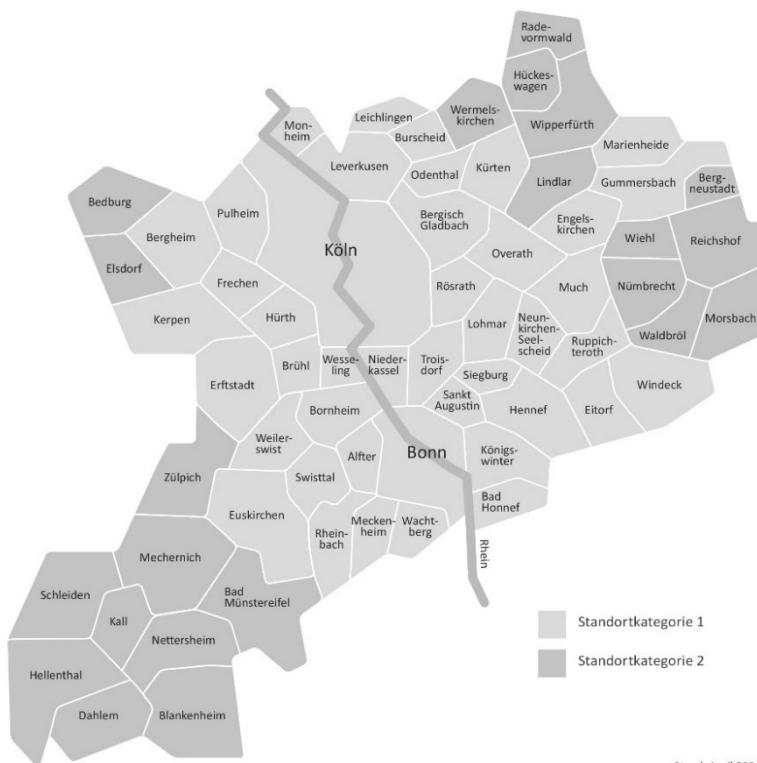 Rade-
vormwald
Hückes-
wagen
Wermels-
kirchen
Wipperfürth
Leichlingen
Mon-
heim
Burscheid
Marienheide
Leverkusen
Odenthal
Kürten
Lindlar
Gummersbach
Berg-
neustadt
Bedburg
Pulheim
Bergisch
Gladbach
Engels-
kirchen
Bergheim
Wiehl
Reichshof
Köln
Overath
Elsdorf
Frechen
Rösrath
Much
Nümbrecht
Kerpen
Hürth
Lohmar
Neun-
kirchen-
Seel-
scheid
Morsbach
Waldbröl
Ruppich-
teroth
Brühl
Wesse-
ling
Nieder-
kassel
Trois-
dorf
Siegburg
Windeck
Erftstadt
Sankt
Augustin
Hennef
Eitorf
Bornheim
Weiler-
swist
Alfter
Bonn
Königs-
winter
Zülpich
Swisttal
Bad
Honnef
Euskirchen
Rhein-
bach
Mecken-
heim
Wacht-
berg
Rhein
Mechernich
Schleiden
Bad
Münstereifel
Kall
Nettersheim
Hellenthal
Dahlem
Blankenheim
Standortkategorie 1
Standortkategorie 2